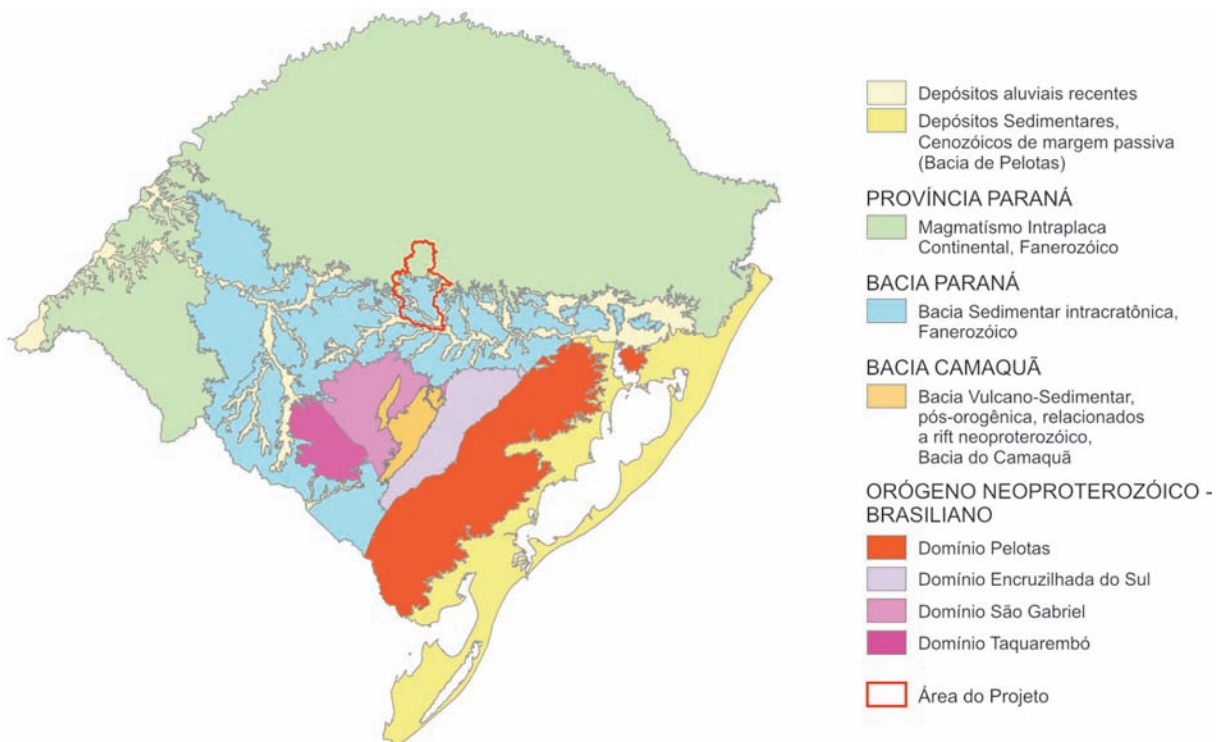 Depósitos aluviais recentes
Depósitos Sedimentares,
Cenozóicos de margem passiva
(Bacia de Pelotas)
PROVÍNCIA PARANÁ
Magmatísmo Intraplaca
Continental, Fanerozóico
BACIA PARANÁ
Bacia Sedimentar intracratônica,
Fanerozóico
BACIA CAMAQUÃ
Bacia Vulcano-Sedimentar,
pós-orogênica, relacionados
a rift neoproterozóico,
Bacia do Camaquã
ORÓGENO NEOPROTEROZÓICO -
BRASILIANO
Domínio Pelotas
Domínio Encruzilhada do Sul
Domínio São Gabriel
Domínio Taquarembó
Área do Projeto